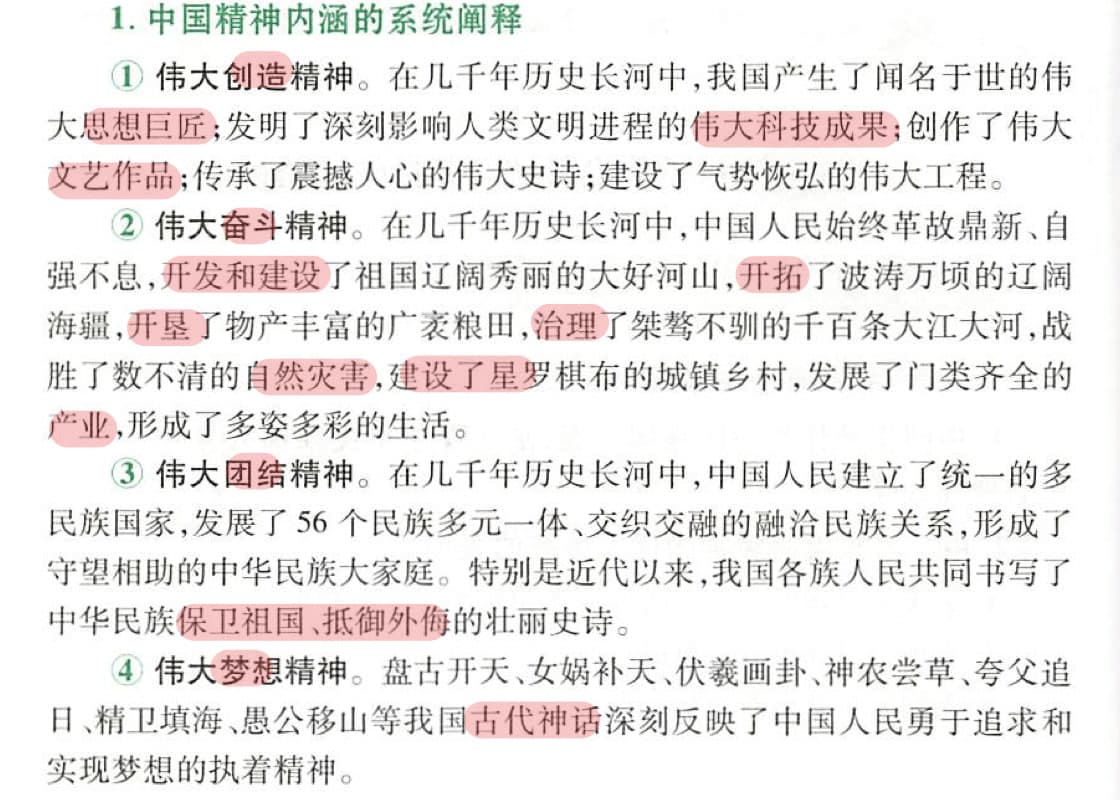 1. 中国精神内涵的系统阐释
① 伟大创造精神。在几千年历史长河中,我国产生了闻名于世的伟
大思想巨匠;发明了深刻影响人类文明进程的伟大科技成果;创作了伟大
文艺作品;传承了震撼人心的伟大史诗;建设了气势恢弘的伟大工程。
② 伟大奋斗精神。在几千年历史长河中,中国人民始终革故鼎新、自
强不息,开发和建设了祖国辽阔秀丽的大好河山,开拓了波涛万顷的辽阔
海疆,开垦了物产丰富的广袤粮田,治理了桀骜不驯的千百条大江大河,战
胜了数不清的自然灾害,建设了星罗棋布的城镇乡村,发展了门类齐全的
产业,形成了多姿多彩的生活。
③ 伟大团结精神。在几千年历史长河中,中国人民建立了统一的多
民族国家,发展了 56 个民族多元一体、交织交融的融洽民族关系,形成了
守望相助的中华民族大家庭。特别是近代以来,我国各族人民共同书写了
中华民族保卫祖国、抵御外侮的壮丽史诗。
④ 伟大梦想精神。盘古开天、女娲补天、伏羲画卦、神农尝草、夸父追
日、精卫填海、愚公移山等我国古代神话深刻反映了中国人民勇于追求和
实现梦想的执着精神。